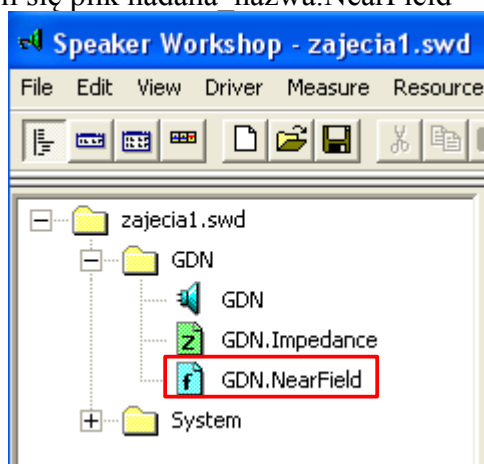 się plik nadana_nazwa.NearField
Speaker Workshop - zajecia1.swd
File Edit View Driver Measure Resource
zajecia1.swd
GDN
GDN
z GDN.Impedance
f GDN.NearField
System